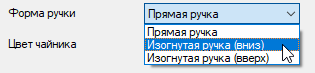 Форма ручки Прямая ручка
Прямая ручка
Цвет чайника Изогнутая ручка (вниз)
Изогнутая ручка (вверх)